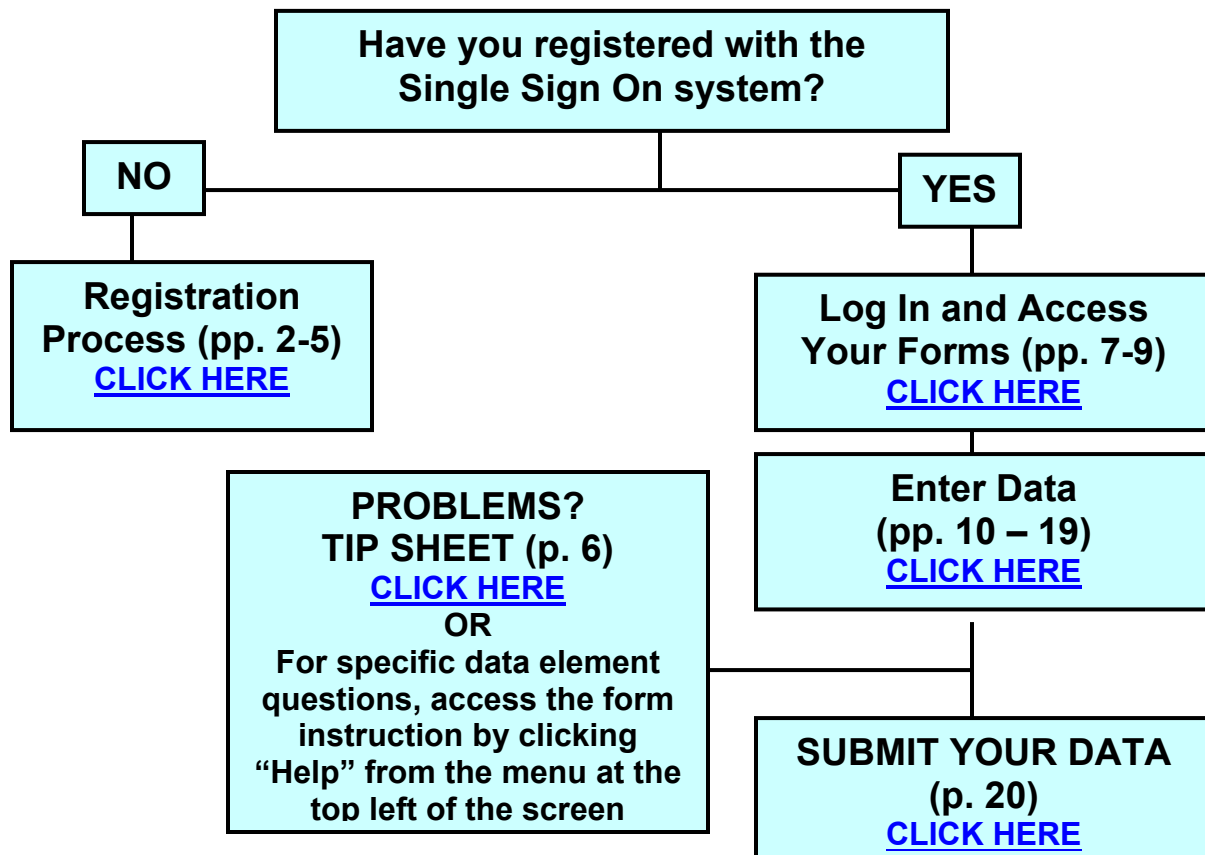 Have you registered with the
Single Sign On system?
NO
YES
Registration
Process (pp. 2-5)
CLICK HERE
Log In and Access
Your Forms (pp. 7-9)
CLICK HERE
Enter Data
(pp. 10 – 19)
CLICK HERE
PROBLEMS?
TIP SHEET (p. 6)
CLICK HERE
OR
For specific data element
questions, access the form
instruction by clicking
“Help” from the menu at the
top left of the screen
SUBMIT YOUR DATA
(p. 20)
CLICK HERE